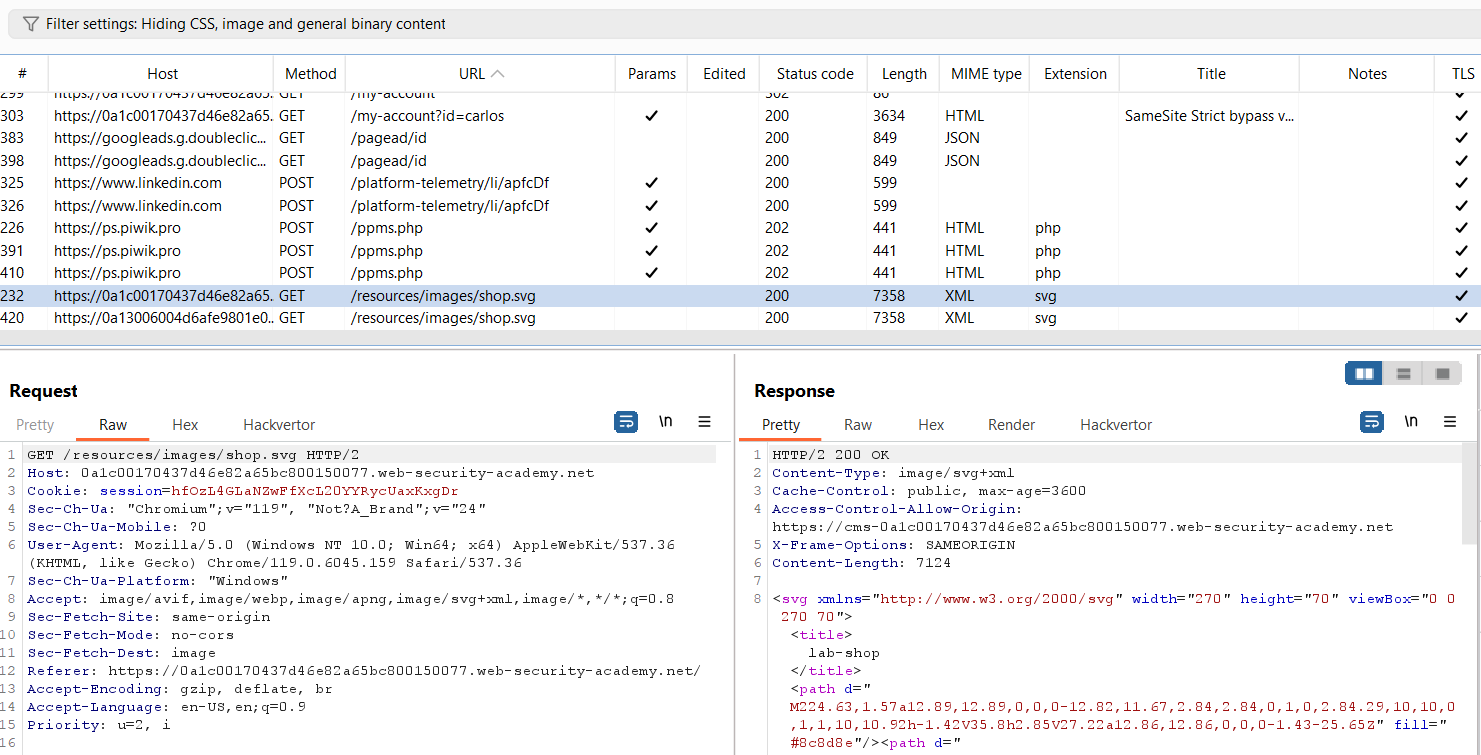 Filter settings: Hiding CSS, image and general binary content
# Host Method URL Params Edited Status code Length MIME type Extension Title Notes TLS
299 https://0a1c00170437d46e82a65. GET /my-account 302 86
303 https://0a1c00170437d46e82a65. GET /my-account?id=carlos ✓ 200 3634 HTML SameSite Strict bypass v... ✓
383 https://googleads.g.doubleclic... GET /pagead/id 200 849 JSON ✓
398 https://googleads.g.doubleclic... GET /pagead/id 200 849 JSON ✓
325 https://www.linkedin.com POST /platform-telemetry/li/apfcDf ✓ 200 599 ✓
326 https://www.linkedin.com POST /platform-telemetry/li/apfcDf ✓ 200 599 ✓
226 https://ps.piwik.pro POST /ppms.php ✓ 202 441 HTML php ✓
391 https://ps.piwik.pro POST /ppms.php ✓ 202 441 HTML php ✓
410 https://ps.piwik.pro POST /ppms.php ✓ 202 441 HTML php ✓
232 https://0a1c00170437d46e82a65. GET /resources/images/shop.svg 200 7358 XML svg ✓
420 https://0a13006004d6afe9801e0.. GET /resources/images/shop.svg 200 7358 XML svg ✓
Request
Pretty Raw Hex Hackvertor \n
1 GET /resources/images/shop.svg HTTP/2
2 Host: 0a1c00170437d46e82a65bc800150077.web-security-academy.net
3 Cookie: session=hfOzL4GLaNZwFfXcL20YYRycUaxKxgDr
4 Sec-Ch-Ua: "Chromium";v="119", "Not?A_Brand";v="24"
5 Sec-Ch-Ua-Mobile: ?0
6 User-Agent: Mozilla/5.0 (Windows NT 10.0; Win64; x64) AppleWebKit/537.36
(KHTML, like Gecko) Chrome/119.0.6045.159 Safari/537.36
7 Sec-Ch-Ua-Platform: "Windows"
8 Accept: image/avif,image/webp,image/apng,image/svg+xml,image/*,*/*;q=0.8
9 Sec-Fetch-Site: same-origin
10 Sec-Fetch-Mode: no-cors
11 Sec-Fetch-Dest: image
12 Referer: https://0a1c00170437d46e82a65bc800150077.web-security-academy.net/
13 Accept-Encoding: gzip, deflate, br
14 Accept-Language: en-US,en;q=0.9
15 Priority: u=2, i
16
Response
Pretty Raw Hex Render Hackvertor \n
1 HTTP/2 200 OK
2 Content-Type: image/svg+xml
3 Cache-Control: public, max-age=3600
4 Access-Control-Allow-Origin:
https://cms-0a1c00170437d46e82a65bc800150077.web-security-academy.net
5 X-Frame-Options: SAMEORIGIN
6 Content-Length: 7124
7
8 <svg xmlns="http://www.w3.org/2000/svg" width="270" height="70" viewBox="0 0
270 70">
<title>
lab-shop
</title>
<path d="
M224.63,1.57a12.89,12.89,0,0,0-12.82,11.67,2.84,2.84,0,1,0,2.84.29,10,10,0
,1,1,10,10.92h-1.42V35.8h2.85V27.22a12.86,12.86,0,0,0-1.43-25.65Z" fill="
#8c8d8e"/><path d="